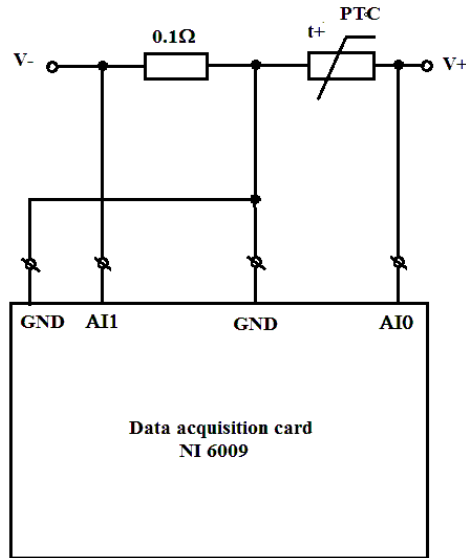 PTC
0.1Ω t+
V- V+
GND AI1 GND AI0
Data acquisition card
NI 6009